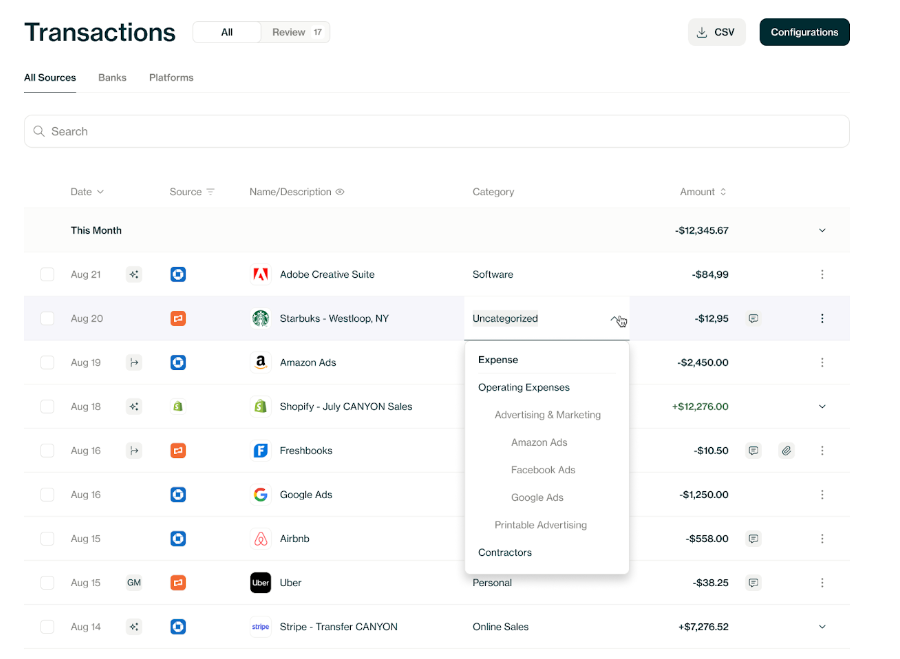 Transactions All Review 17 CSV Configurations
All Sources Banks Platforms
Search
Date Source Name/Description Category Amount
This Month -$12,345.67
Aug 21 Adobe Creative Suite Software -$84,99
Aug 20 Starbuks - Westloop, NY Uncategorized -$12,95
Aug 19 a Amazon Ads -$2,450.00
Expense
Operating Expenses
Aug 18 Shopify - July CANYON Sales +$12,276.00
Advertising & Marketing
Amazon Ads
Aug 16 Freshbooks -$10.50
Facebook Ads
Google Ads
Aug 16 Google Ads -$1,250.00
Printable Advertising
Aug 15 Airbnb -$558.00
Contractors
Aug 15 GM Uber Uber Personal -$38.25
Aug 14 stripe Stripe - Transfer CANYON Online Sales +$7,276.52